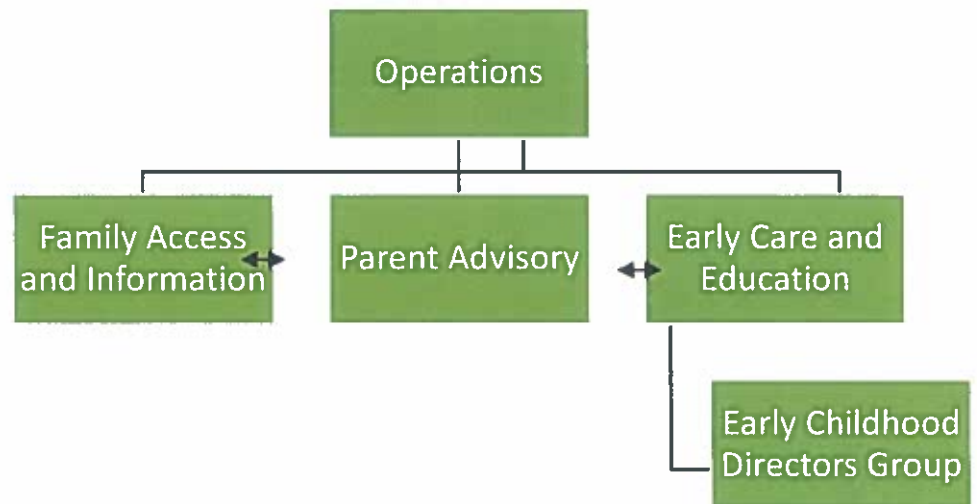 Operations
Family Access
and Information
Parent Advisory
Early Care and
Education
Early Childhood
Directors Group